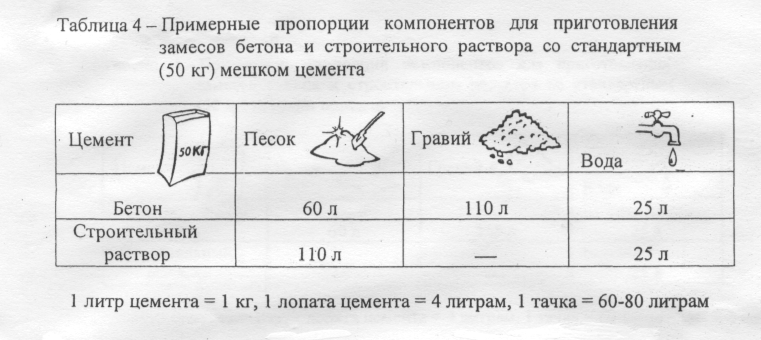 Таблица 4 – Примерные пропорции компонентов для приготовления
замесов бетона и строительного раствора со стандартным
(50 кг) мешком цемента
Цемент 50КГ Песок Гравий Вода
Бетон 60 л 110 л 25 л
Строительный
раствор 110 л — 25 л
1 литр цемента = 1 кг, 1 лопата цемента = 4 литрам, 1 тачка = 60-80 литрам